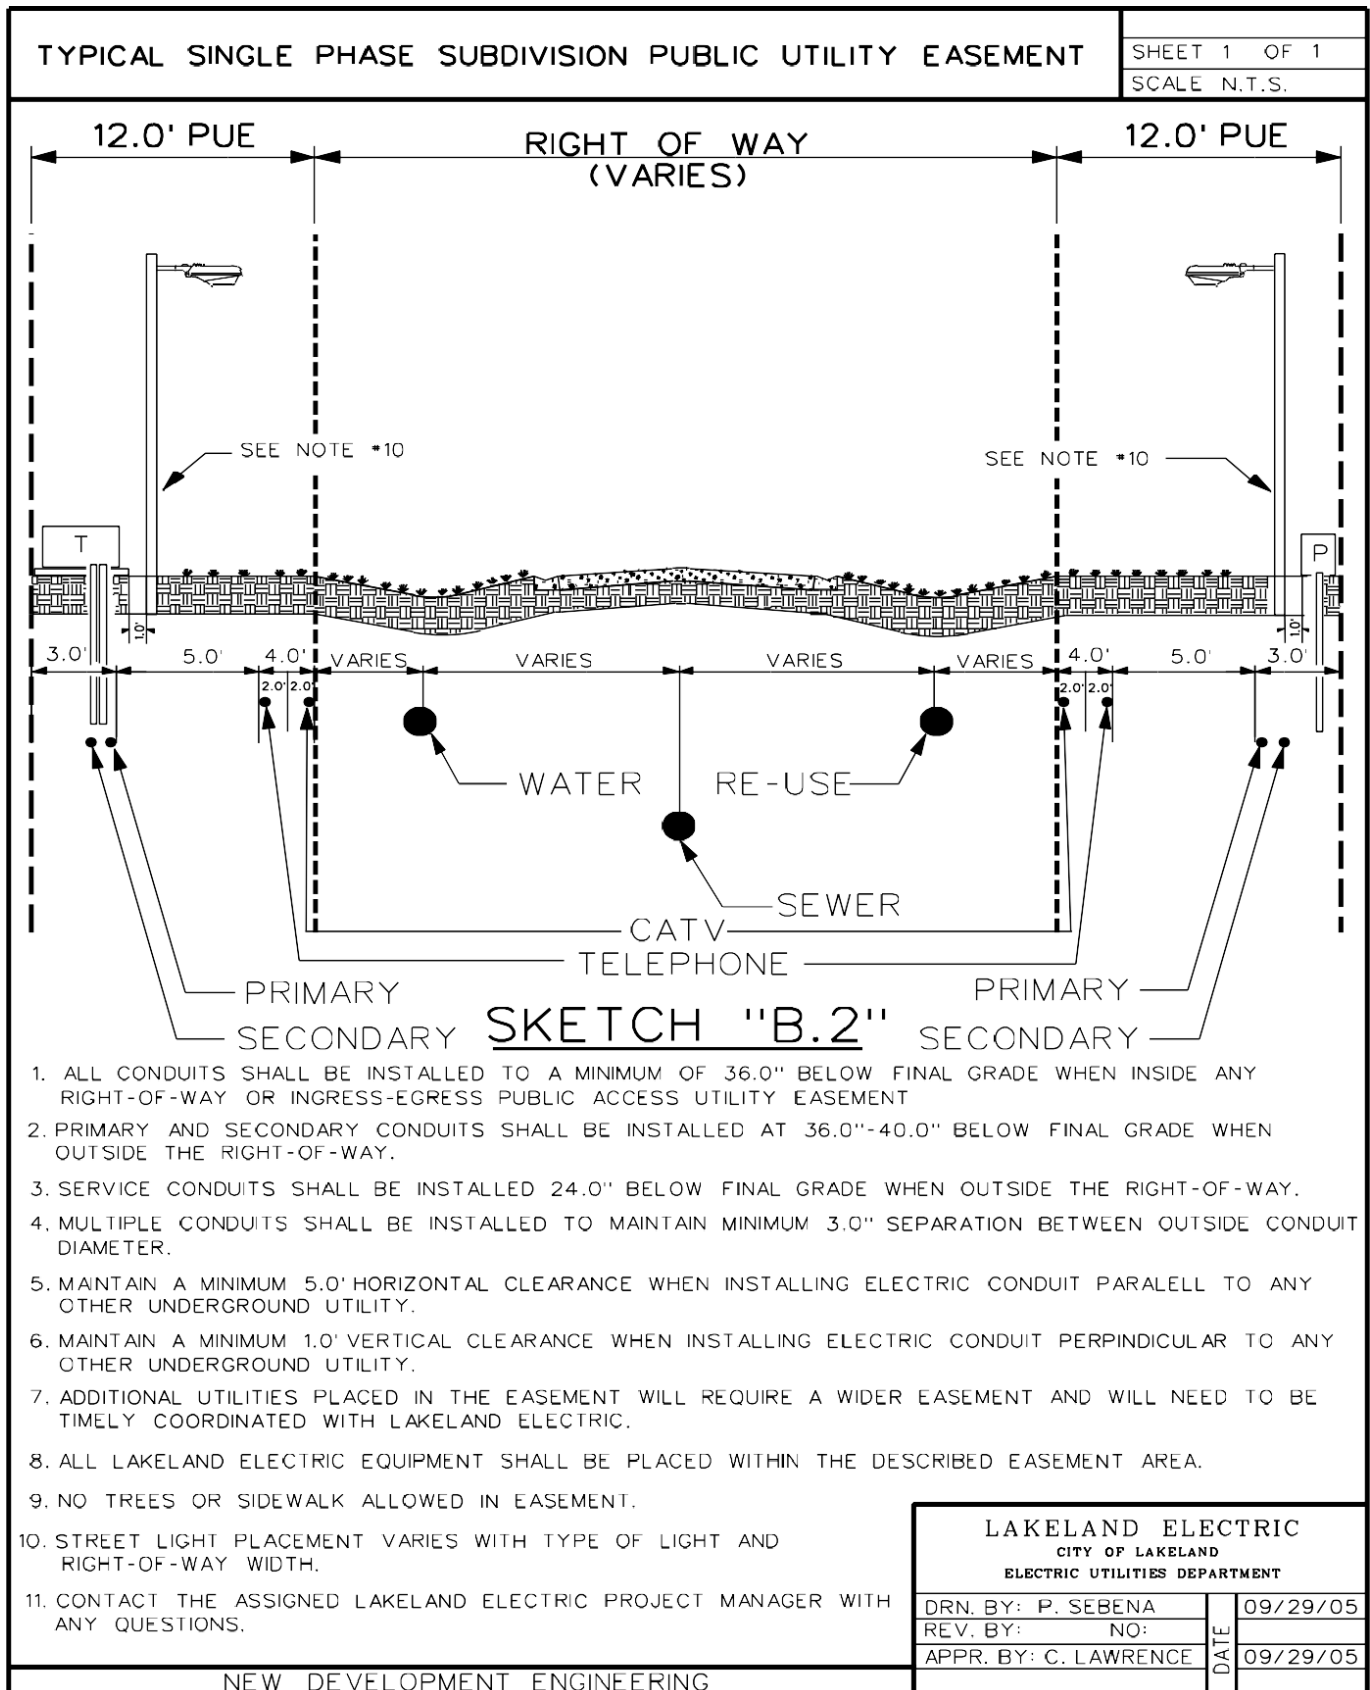 TYPICAL SINGLE PHASE SUBDIVISION PUBLIC UTILITY EASEMENT
SHEET 1 OF 1
SCALE N.T.S.
12.0' PUE
RIGHT OF WAY
(VARIES)
12.0' PUE
SEE NOTE *10
SEE NOTE *10
T
P
1.0'
1.0'
3.0'
5.0'
4.0'
VARIES
VARIES
VARIES
VARIES
4.0'
5.0'
3.0'
2.0'
2.0'
2.0'
2.0'
WATER
RE-USE
SEWER
CATV
TELEPHONE
PRIMARY
PRIMARY
SECONDARY
SKETCH "B.2"
SECONDARY
1. ALL CONDUITS SHALL BE INSTALLED TO A MINIMUM OF 36.0" BELOW FINAL GRADE WHEN INSIDE ANY
RIGHT-OF-WAY OR INGRESS-EGRESS PUBLIC ACCESS UTILITY EASEMENT
2. PRIMARY AND SECONDARY CONDUITS SHALL BE INSTALLED AT 36.0"-40.0" BELOW FINAL GRADE WHEN
OUTSIDE THE RIGHT-OF-WAY.
3. SERVICE CONDUITS SHALL BE INSTALLED 24.0" BELOW FINAL GRADE WHEN OUTSIDE THE RIGHT-OF-WAY.
4. MULTIPLE CONDUITS SHALL BE INSTALLED TO MAINTAIN MINIMUM 3.0" SEPARATION BETWEEN OUTSIDE CONDUIT
DIAMETER.
5. MAINTAIN A MINIMUM 5.0' HORIZONTAL CLEARANCE WHEN INSTALLING ELECTRIC CONDUIT PARALELL TO ANY
OTHER UNDERGROUND UTILITY.
6. MAINTAIN A MINIMUM 1.0' VERTICAL CLEARANCE WHEN INSTALLING ELECTRIC CONDUIT PERPINDICULAR TO ANY
OTHER UNDERGROUND UTILITY.
7. ADDITIONAL UTILITIES PLACED IN THE EASEMENT WILL REQUIRE A WIDER EASEMENT AND WILL NEED TO BE
TIMELY COORDINATED WITH LAKELAND ELECTRIC.
8. ALL LAKELAND ELECTRIC EQUIPMENT SHALL BE PLACED WITHIN THE DESCRIBED EASEMENT AREA.
9. NO TREES OR SIDEWALK ALLOWED IN EASEMENT.
10. STREET LIGHT PLACEMENT VARIES WITH TYPE OF LIGHT AND
RIGHT-OF-WAY WIDTH.
11. CONTACT THE ASSIGNED LAKELAND ELECTRIC PROJECT MANAGER WITH
ANY QUESTIONS.
LAKELAND ELECTRIC
CITY OF LAKELAND
ELECTRIC UTILITIES DEPARTMENT
DRN. BY: P. SEBENA
09/29/05
REV. BY: NO:
DATE
APPR. BY: C. LAWRENCE
09/29/05
NEW DEVELOPMENT ENGINEERING